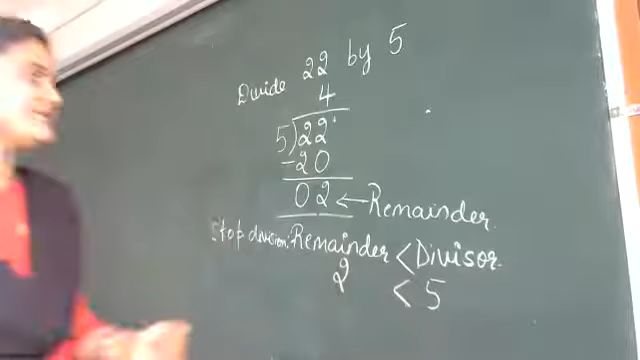 Divide 22 by 5
4
5)22
-20
02 ← Remainder
Stop division: Remainder < Divisor.
2 < 5